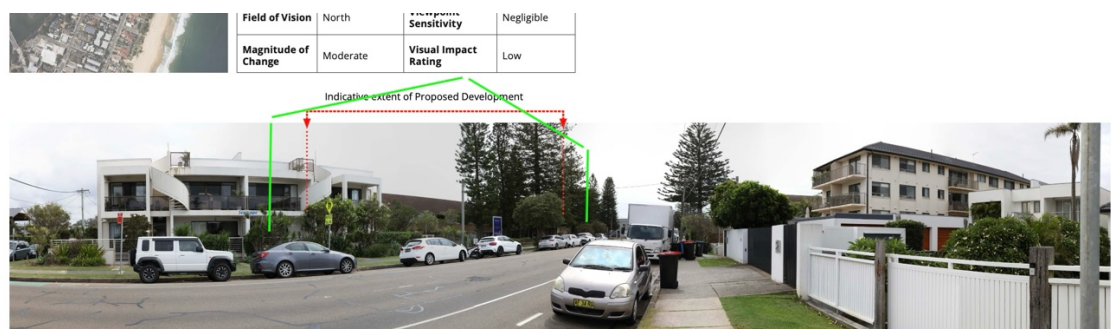 Field of Vision North Viewpoint Sensitivity Negligible
Magnitude of Change Moderate Visual Impact Rating Low
Indicative extent of Proposed Development